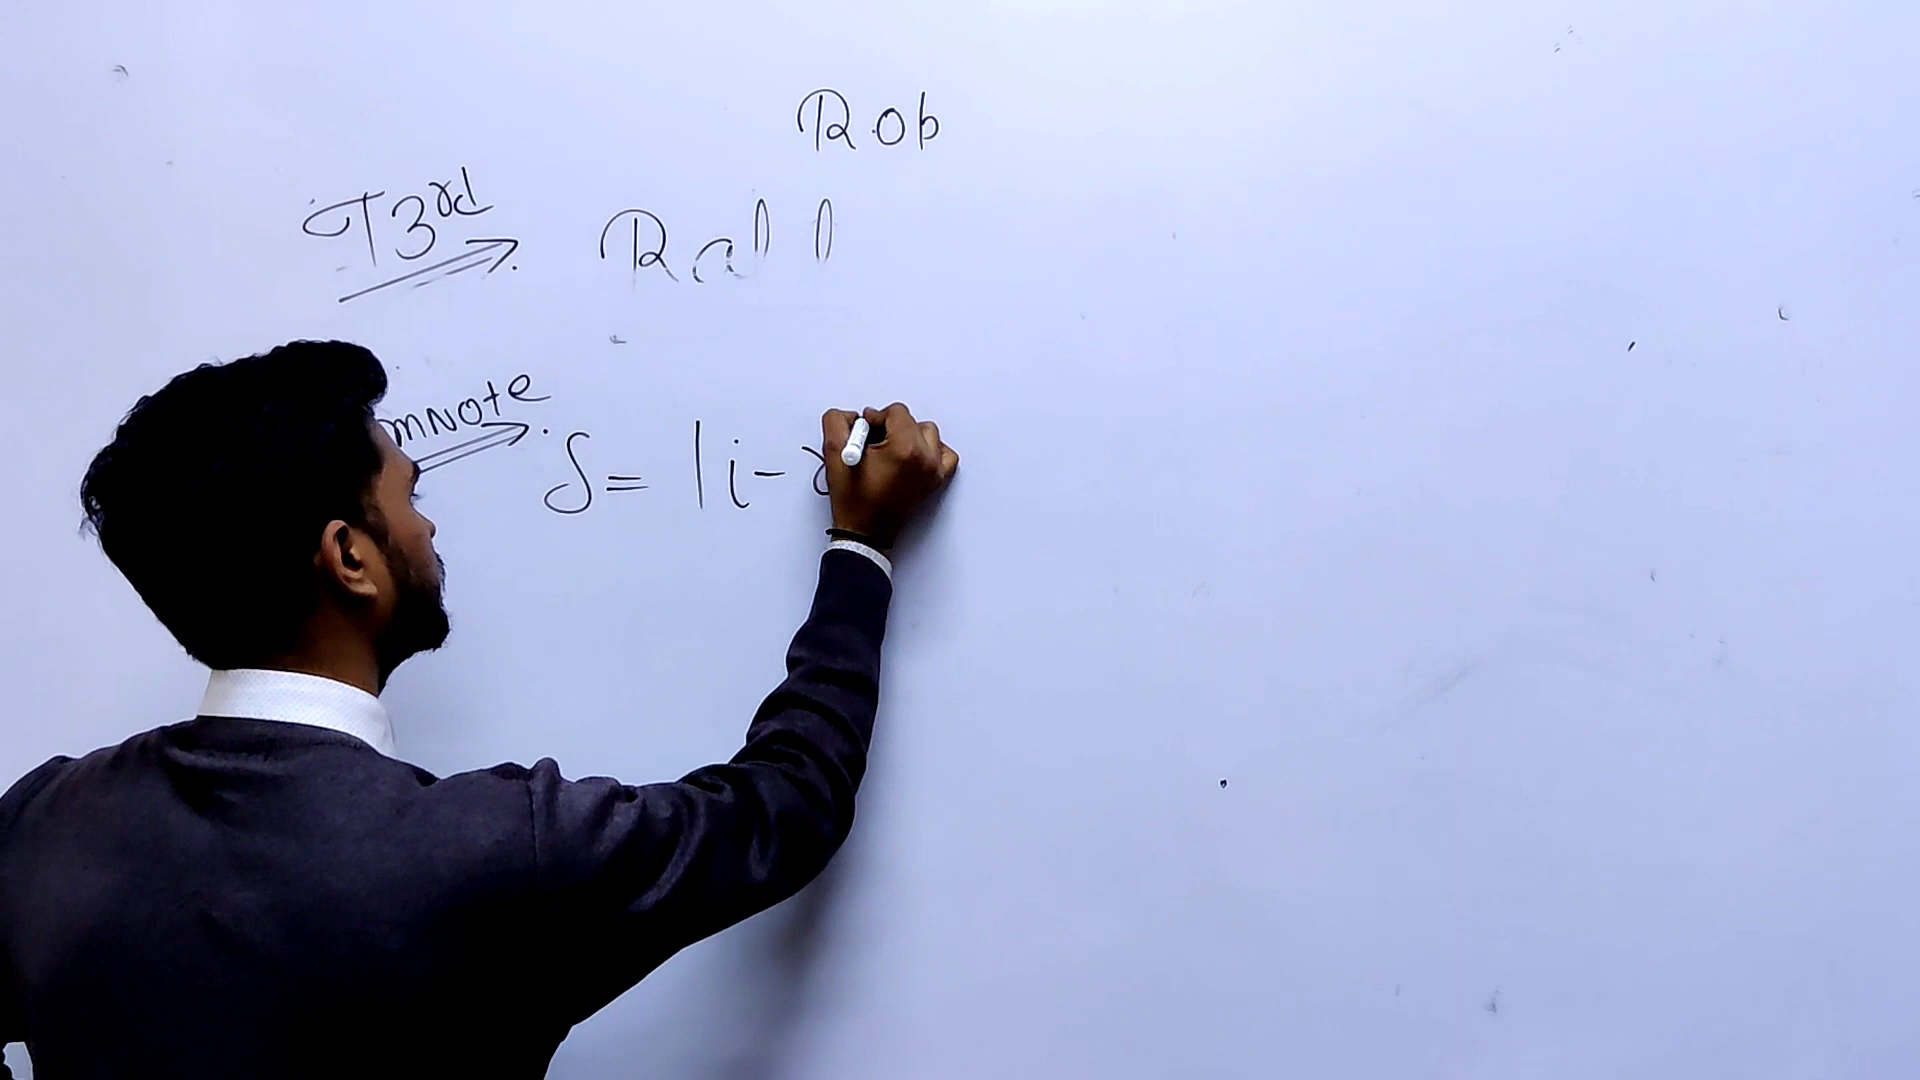 Rob
T3rd Rall
mNote
S = |i -